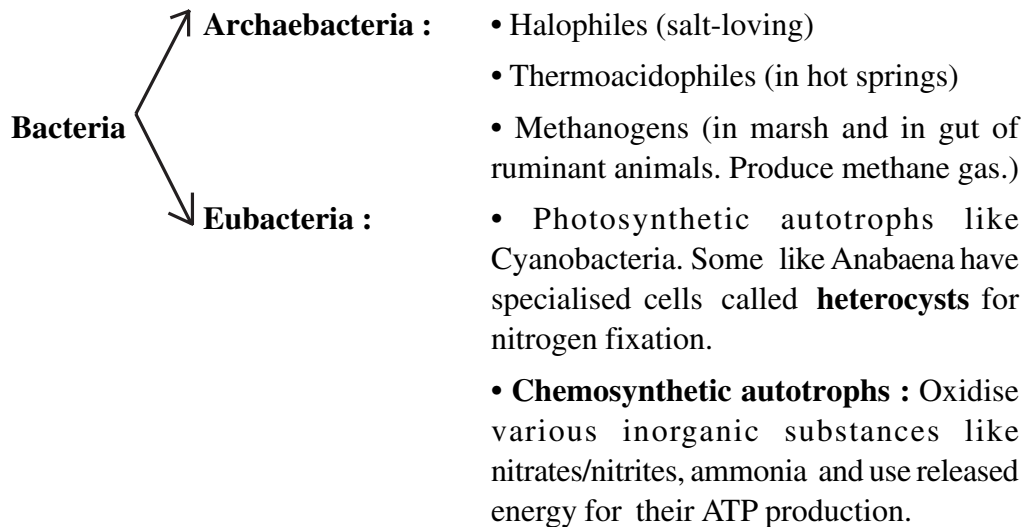 Archaebacteria : • Halophiles (salt-loving)
• Thermoacidophiles (in hot springs)
Bacteria
• Methanogens (in marsh and in gut of
ruminant animals. Produce methane gas.)
Eubacteria : • Photosynthetic autotrophs like
Cyanobacteria. Some like Anabaena have
specialised cells called heterocysts for
nitrogen fixation.
• Chemosynthetic autotrophs : Oxidise
various inorganic substances like
nitrates/nitrites, ammonia and use released
energy for their ATP production.